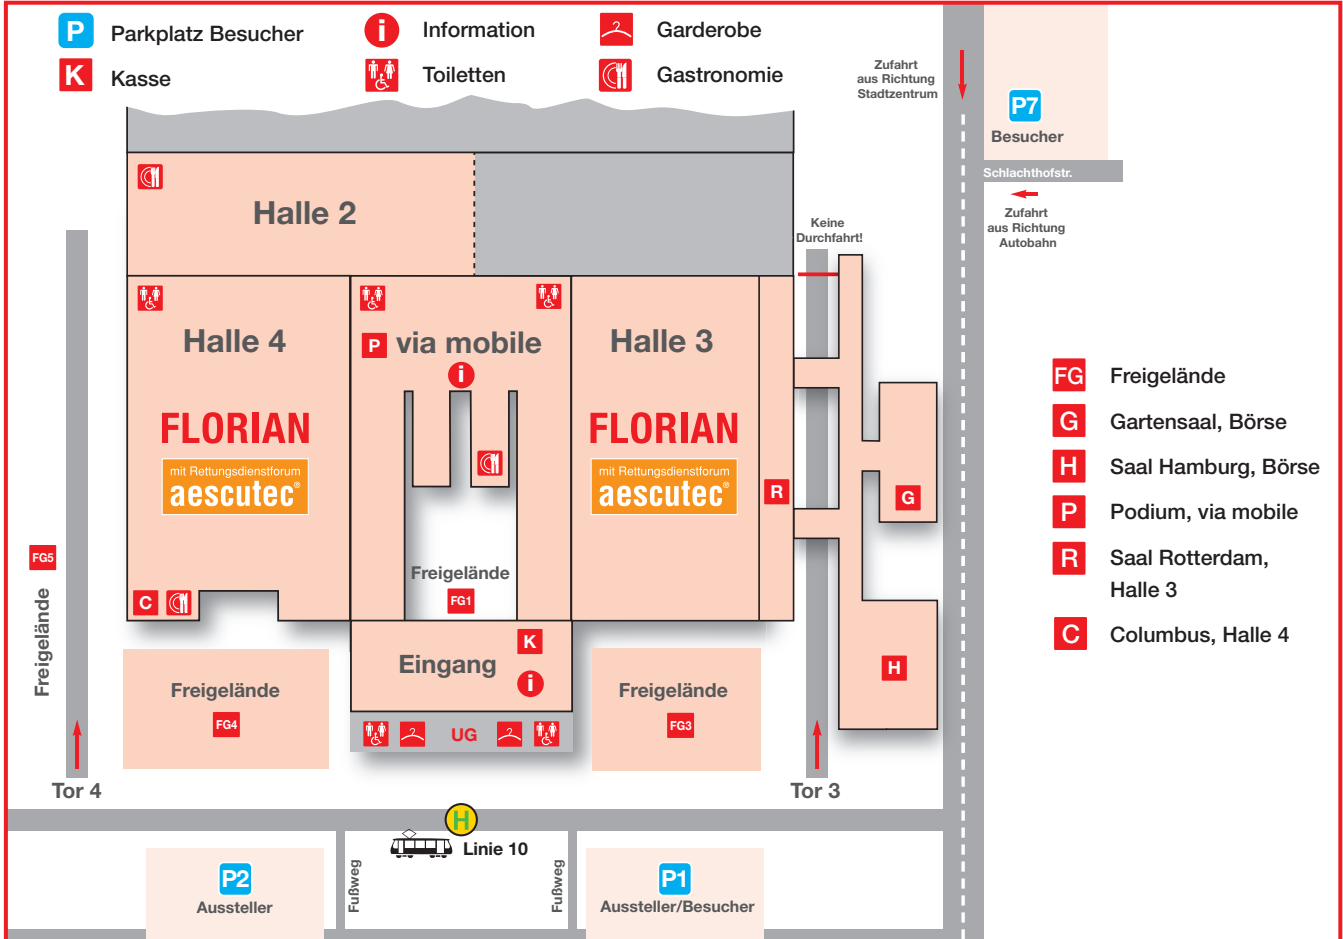 P Parkplatz Besucher
i Information
Garderobe
K Kasse
Toiletten
Gastronomie
Zufahrt
aus Richtung
Stadtzentrum
P7
Besucher
Schlachthofstr.
Zufahrt
aus Richtung
Autobahn
Halle 2
Keine
Durchfahrt!
Halle 4
P via mobile
i
Halle 3
FLORIAN
mit Rettungsdienstforum
aescutec®
FLORIAN
mit Rettungsdienstforum
aescutec®
R
G
FG Freigelände
G Gartensaal, Börse
H Saal Hamburg, Börse
P Podium, via mobile
R Saal Rotterdam,
Halle 3
C Columbus, Halle 4
FG5
Freigelände
C
Freigelände
FG1
K
Eingang
i
H
Freigelände
FG4
Freigelände
FG3
UG
Tor 4
Tor 3
H
Linie 10
Fußweg
Fußweg
P2
Aussteller
P1
Aussteller/Besucher